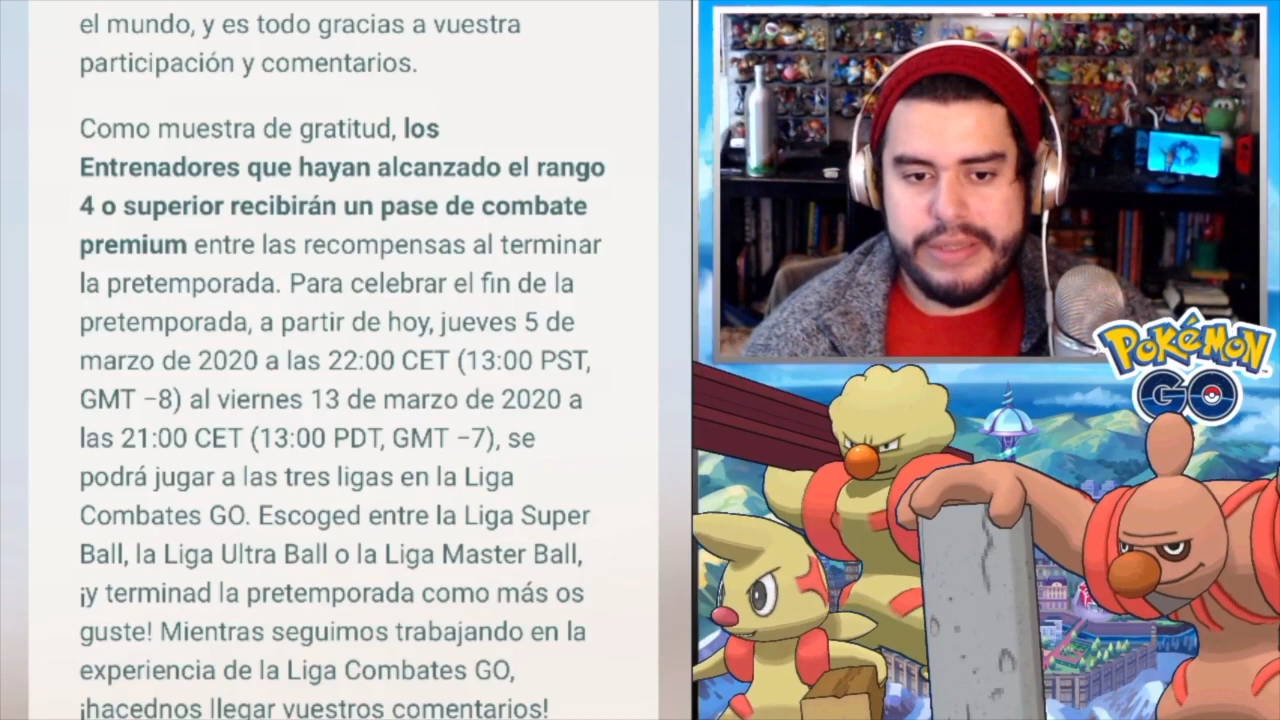 el mundo, y es todo gracias a vuestra
participación y comentarios.
Como muestra de gratitud, los
Entrenadores que hayan alcanzado el rango
4 o superior recibirán un pase de combate
premium entre las recompensas al terminar
la pretemporada. Para celebrar el fin de la
pretemporada, a partir de hoy, jueves 5 de
marzo de 2020 a las 22:00 CET (13:00 PST,
GMT −8) al viernes 13 de marzo de 2020 a
las 21:00 CET (13:00 PDT, GMT −7), se
podrá jugar a las tres ligas en la Liga
Combates GO. Escoged entre la Liga Super
Ball, la Liga Ultra Ball o la Liga Master Ball,
¡y terminad la pretemporada como más os
guste! Mientras seguimos trabajando en la
experiencia de la Liga Combates GO,
¡hacednos llegar vuestros comentarios!
POKÉMON
GO